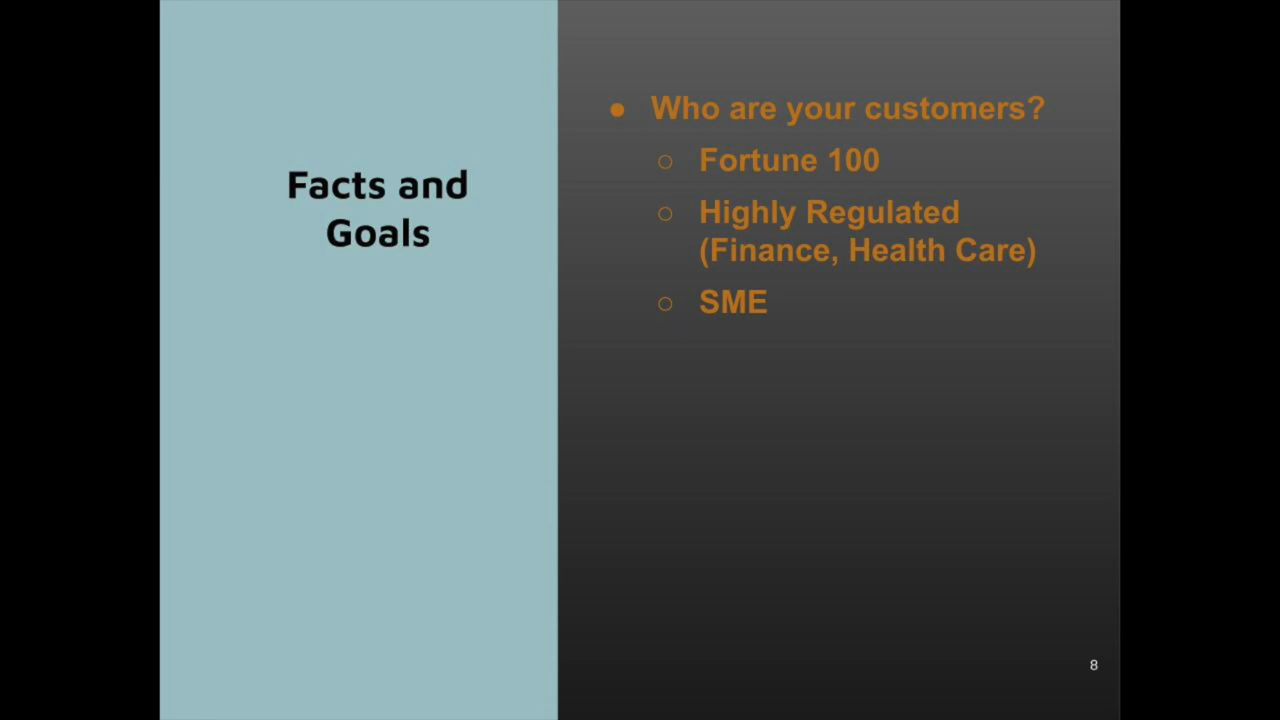 Facts and
Goals
● Who are your customers?
○ Fortune 100
○ Highly Regulated
(Finance, Health Care)
○ SME
8